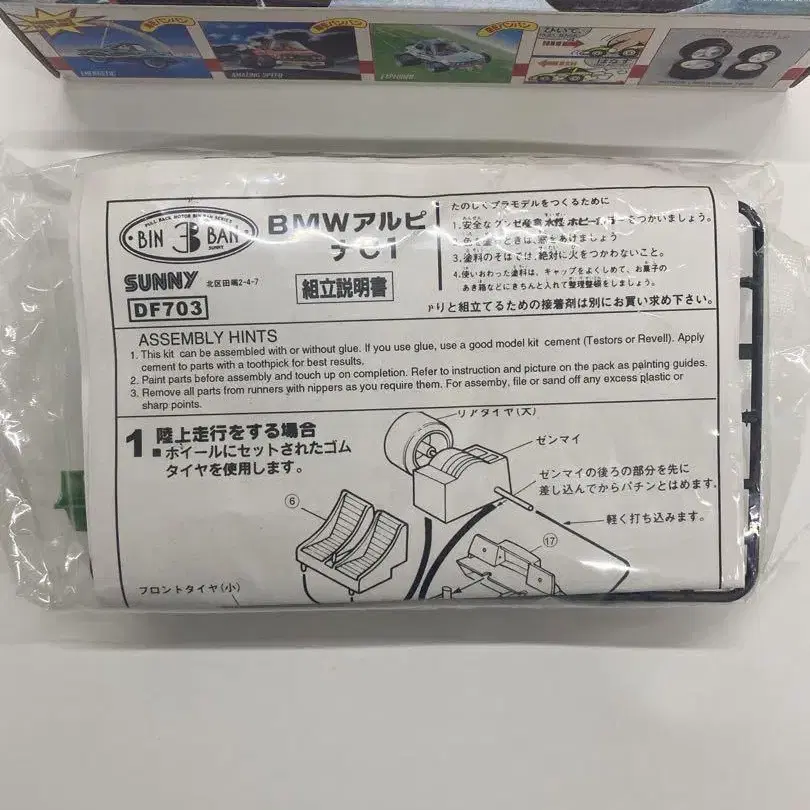 ENERGETIC
AMAZING SPEED
EXPLORER
PULL BACK MOTOR BIN BAN SERIES
BIN 3 BAN
SUNNY
BMWアルピ
ナC1
SUNNY
北区田端2-4-7
DF703
組立説明書
たのしくプラモデルをつくるために
1.安全なグンゼ産業水性ホビーカラーをつかいましょう。
2.色を塗るときは、窓をあけましょう
3.塗料のそばでは、絶対に火をつかわないこと。
4.使いおわった塗料は、キャップをよくしめて、お菓子の
あき箱などにきちんと入れて整理整頓をしましょう。
りと組立てるための接着剤は別にお買い求め下さい。
ASSEMBLY HINTS
1. This kit can be assembled with or without glue. If you use glue, use a good model kit cement (Testors or Revell). Apply
cement to parts with a toothpick for best results.
2. Paint parts before assembly and touch up on completion. Refer to instruction and picture on the pack as painting guides.
3. Remove all parts from runners with nippers as you require them. For assemby, file or sand off any excess plastic or
sharp points.
1 陸上走行をする場合
■ホイールにセットされたゴム
タイヤを使用します。
リアタイヤ(大)
ゼンマイ
ゼンマイの後ろの部分を先に
差し込んでからパチンとはめます。
軽く打ち込みます。
6
17
フロントタイヤ(小)